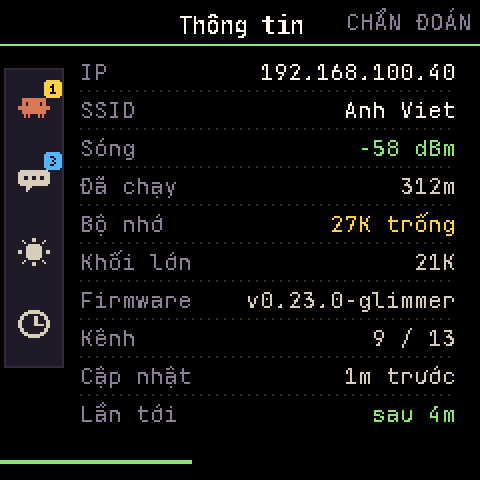 Thông tin
CHẨN ĐOÁN
1
3
IP 192.168.100.40
SSID Anh Viet
Sóng -58 dBm
Đã chạy 312m
Bộ nhớ 27K trống
Khối lớn 21K
Firmware v0.23.0-glimmer
Kênh 9 / 13
Cập nhật 1m trước
Lần tới sau 4m